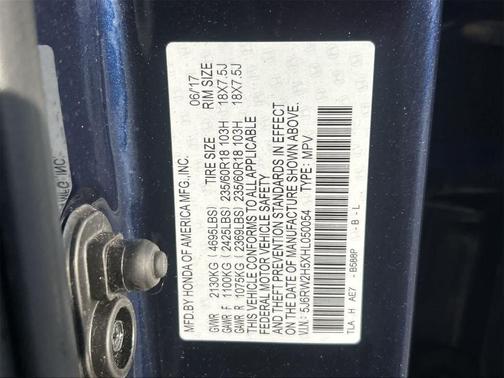 MFD.BY HONDA OF AMERICA MFG.,INC. 06/17
TIRE SIZE RIM SIZE
GVWR 2130KG (4695LBS)
GAWR F 1100KG (2425LBS) 235/60R18 103H 18X7.5J
GAWR R 1075KG (2369LBS) 235/60R18 103H 18X7.5J
THIS VEHICLE CONFORMS TO ALL APPLICABLE
FEDERAL MOTOR VEHICLE SAFETY
AND THEFT PREVENTION STANDARDS IN EFFECT
ON THE DATE OF MANUFACTURE SHOWN ABOVE.
V.I.N.: 5J6RW2H5XHL050054 TYPE: MPV
TLA H AE7 - B588P - B - L
MFG.,INC.